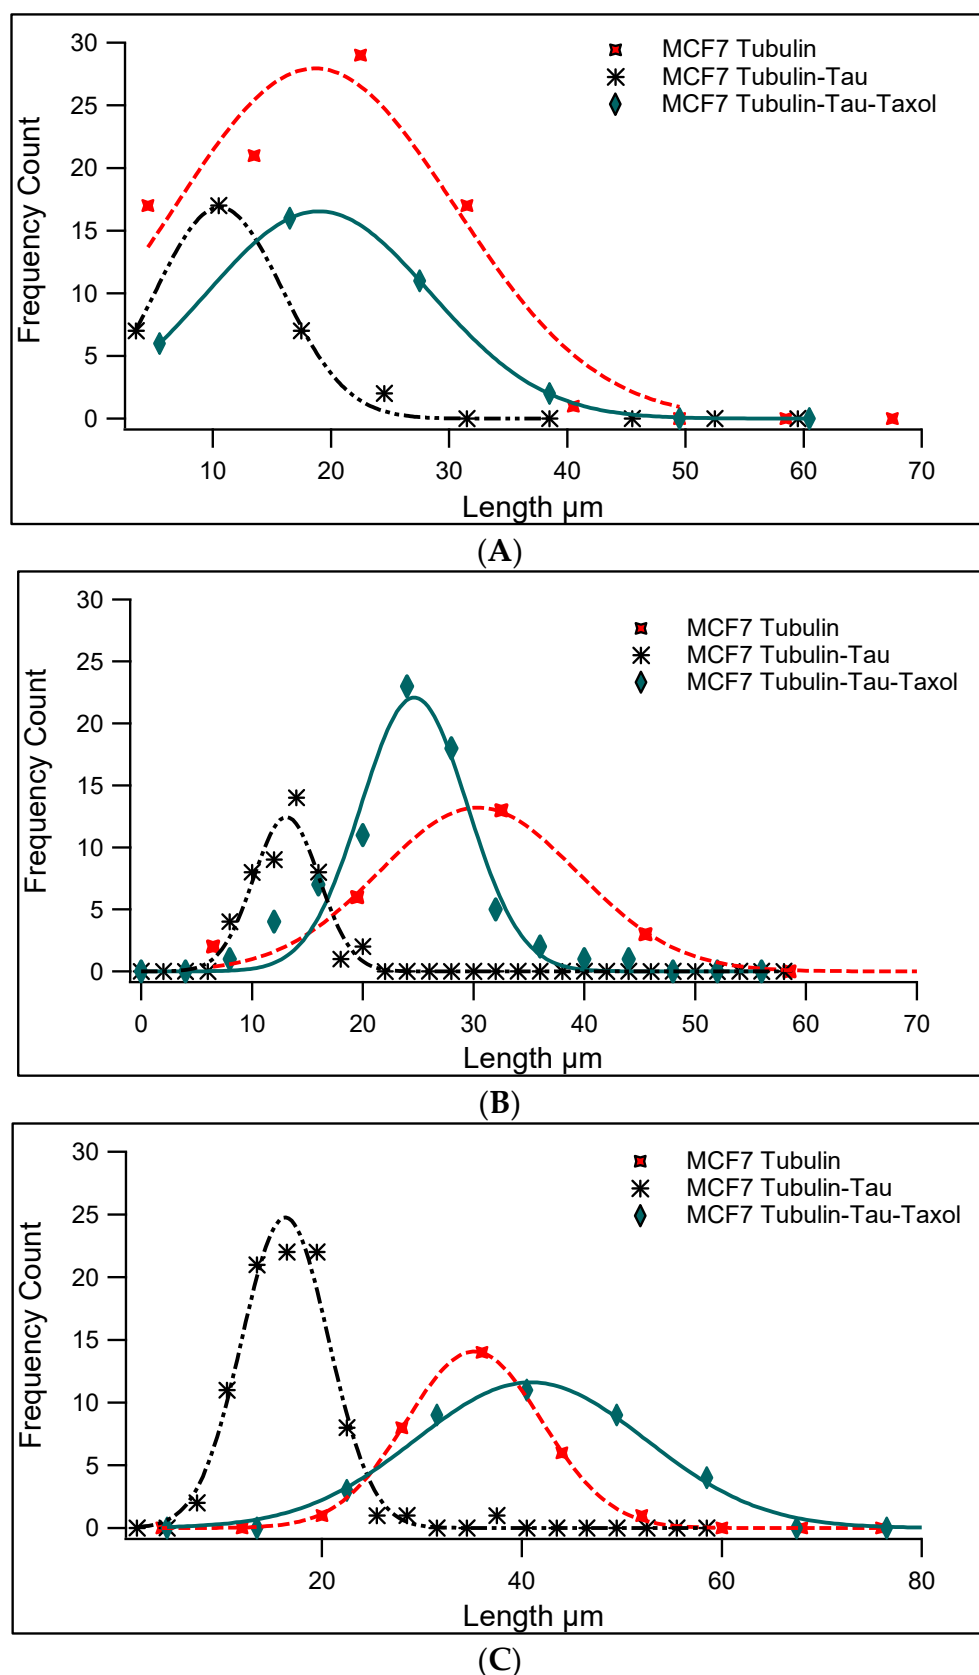 30
25
20
15
10
5
0
Frequency Count
MCF7 Tubulin
MCF7 Tubulin-Tau
MCF7 Tubulin-Tau-Taxol
10 20 30 40 50 60 70
Length µm
(A)
30
25
20
15
10
5
0
Frequency Count
MCF7 Tubulin
MCF7 Tubulin-Tau
MCF7 Tubulin-Tau-Taxol
0 10 20 30 40 50 60 70
Length µm
(B)
30
25
20
15
10
5
0
Frequency Count
MCF7 Tubulin
MCF7 Tubulin-Tau
MCF7 Tubulin-Tau-Taxol
20 40 60 80
Length µm
(C)